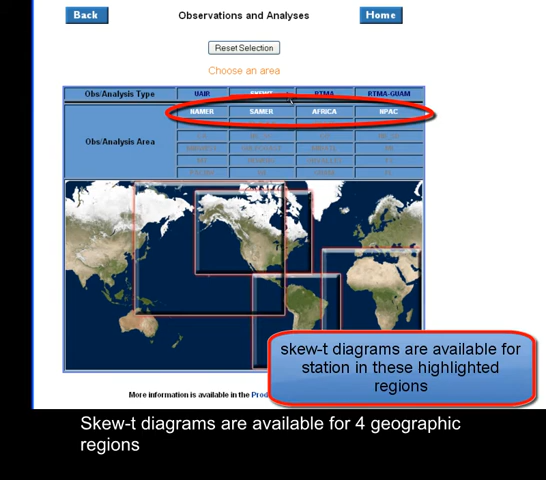 Back
Observations and Analyses
Home
Reset Selection
Choose an area
Obs/Analysis Type UAIR SKEWT RTMA RTMA-GUAM
NAMER SAMER AFRICA NPAC
Obs/Analysis Area
skew-t diagrams are available for
station in these highlighted
regions
More information is available in the Prod
Skew-t diagrams are available for 4 geographic
regions